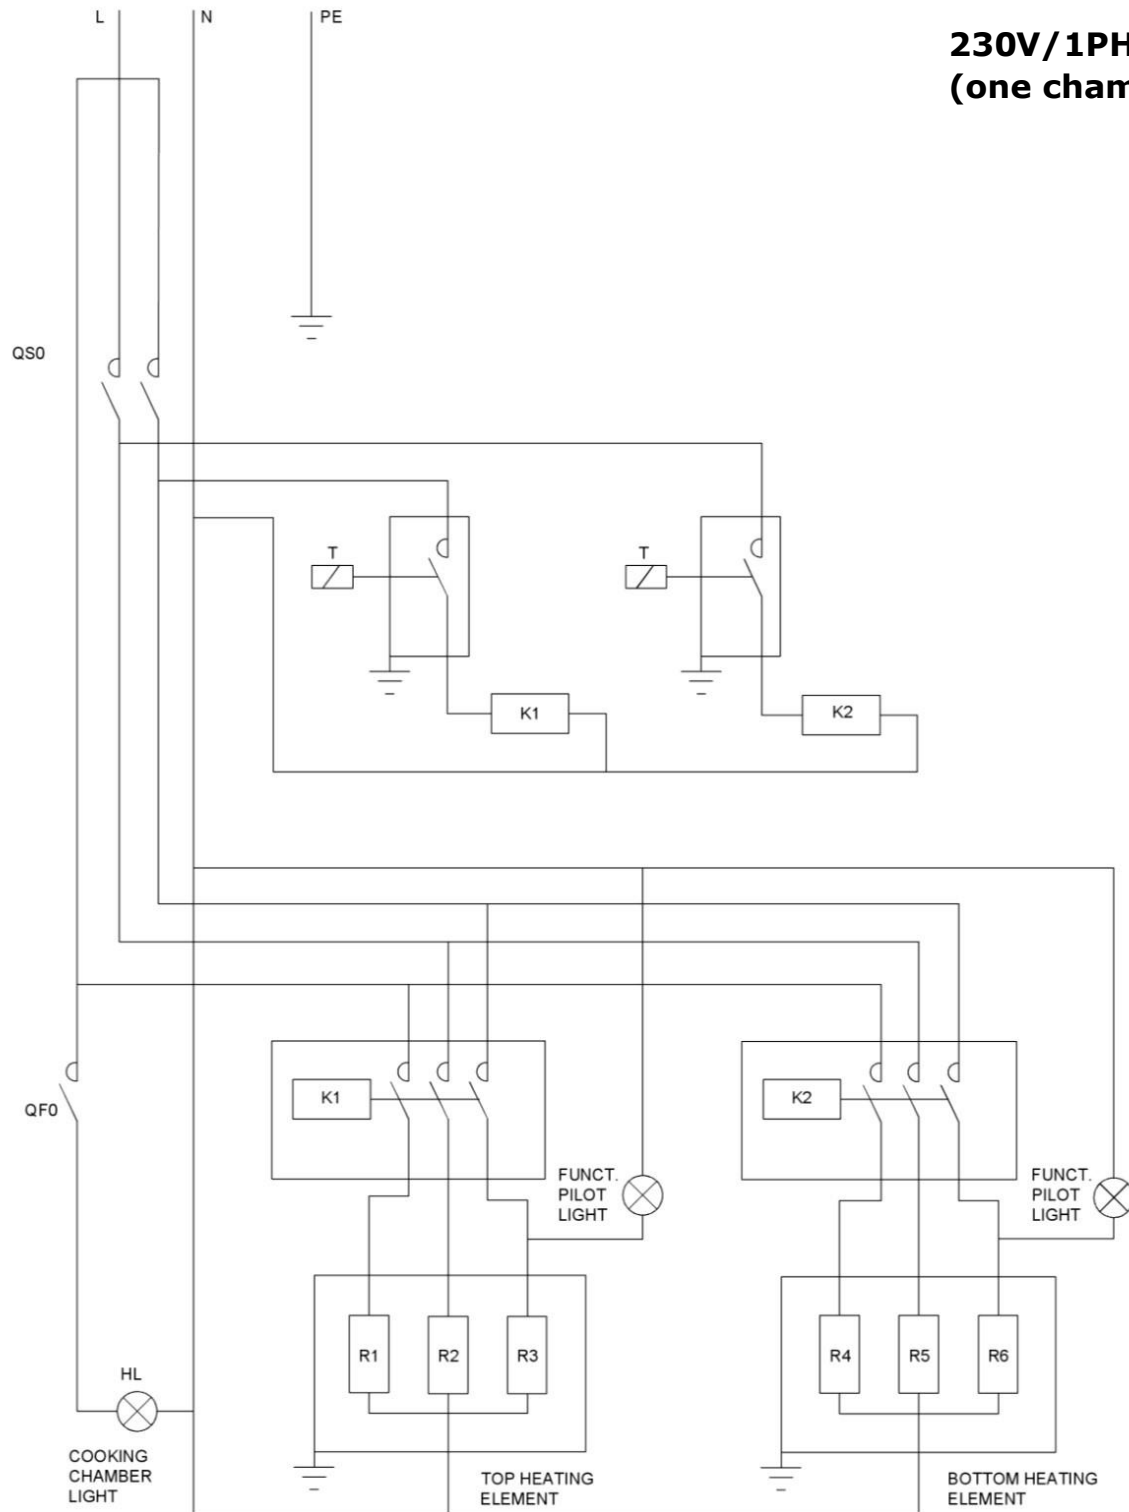 L
N
PE
230V/1PH
(one cham
QS0
T
T
K1
K2
K1
K2
QF0
FUNCT.
PILOT
LIGHT
FUNCT.
PILOT
LIGHT
R1
R2
R3
R4
R5
R6
HL
COOKING
CHAMBER
LIGHT
TOP HEATING
ELEMENT
BOTTOM HEATING
ELEMENT